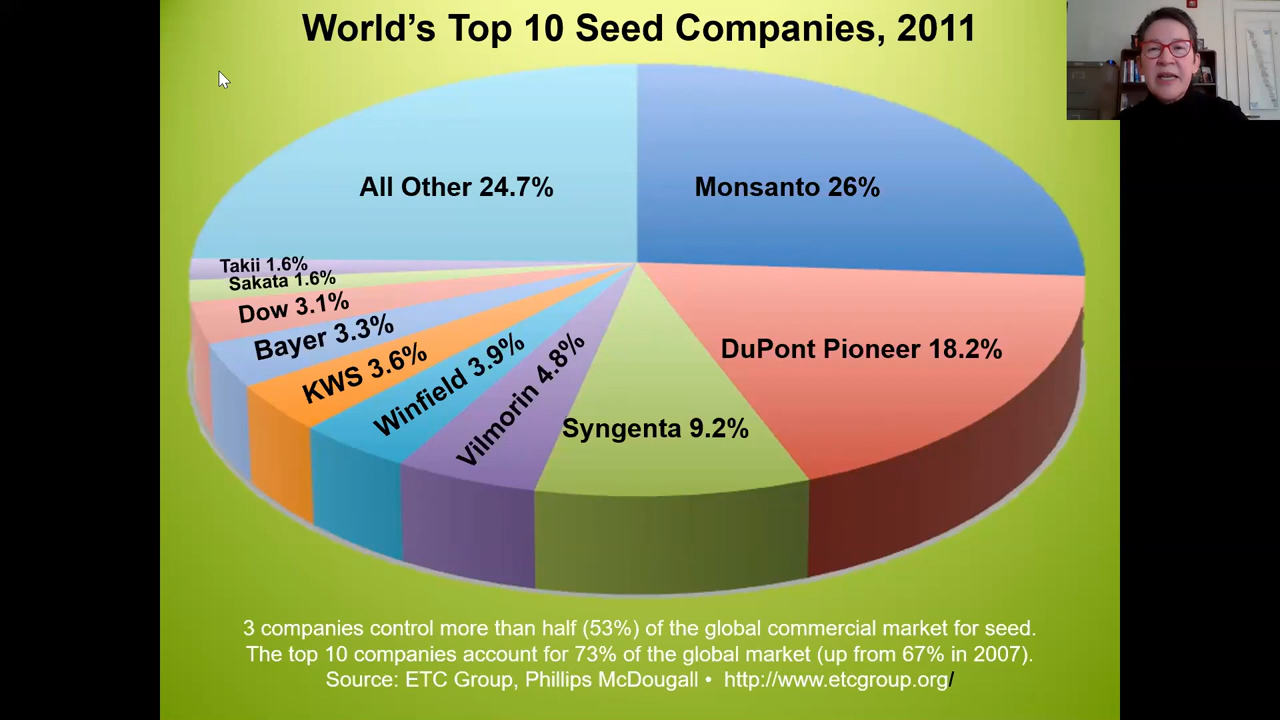 World’s Top 10 Seed Companies, 2011
All Other 24.7%
Monsanto 26%
Takii 1.6%
Sakata 1.6%
Dow 3.1%
Bayer 3.3%
KWS 3.6%
Winfield 3.9%
Vilmorin 4.8%
Syngenta 9.2%
DuPont Pioneer 18.2%
3 companies control more than half (53%) of the global commercial market for seed.
The top 10 companies account for 73% of the global market (up from 67% in 2007).
Source: ETC Group, Phillips McDougall • http://www.etcgroup.org/